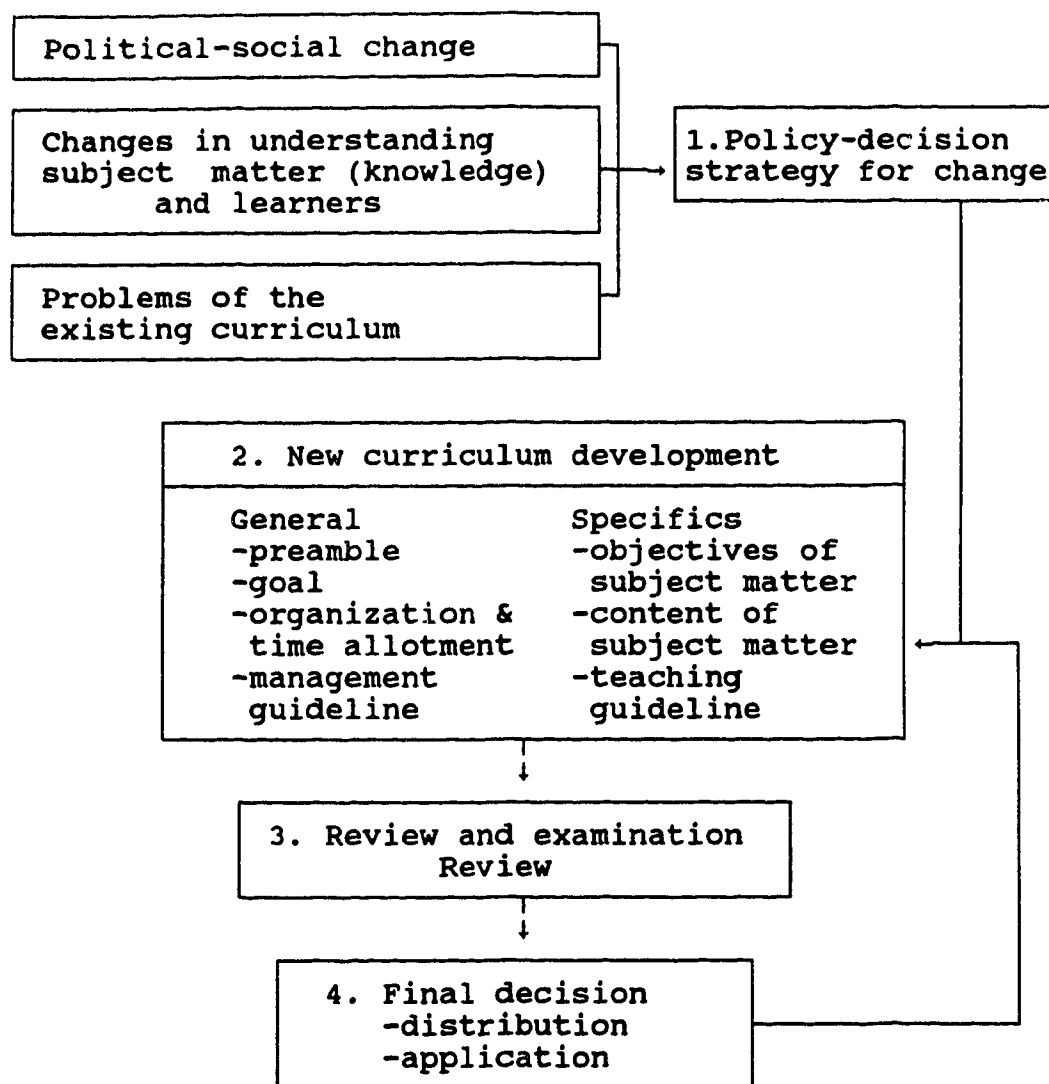 Political-social change
Changes in understanding
subject matter (knowledge)
and learners
Problems of the
existing curriculum
1.Policy-decision
strategy for change
2. New curriculum development
General
-preamble
-goal
-organization &
time allotment
-management
guideline
Specifics
-objectives of
subject matter
-content of
subject matter
-teaching
guideline
3. Review and examination
Review
4. Final decision
-distribution
-application